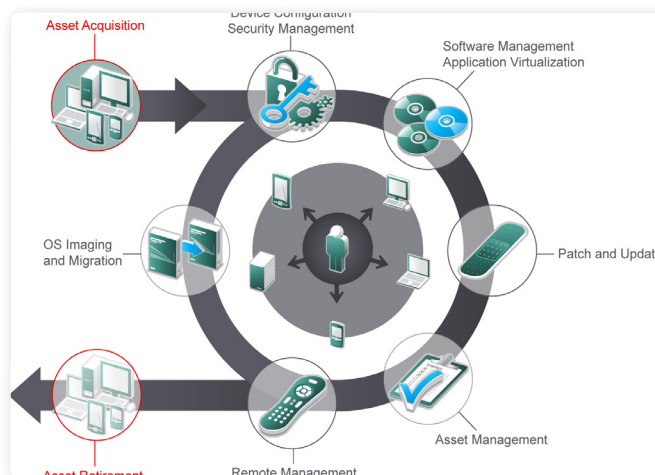 Asset Acquisition
Device Configuration
Security Management
Software Management
Application Virtualization
OS Imaging
and Migration
Patch and Updat
Asset Management
Asset Retirement
Remote Management